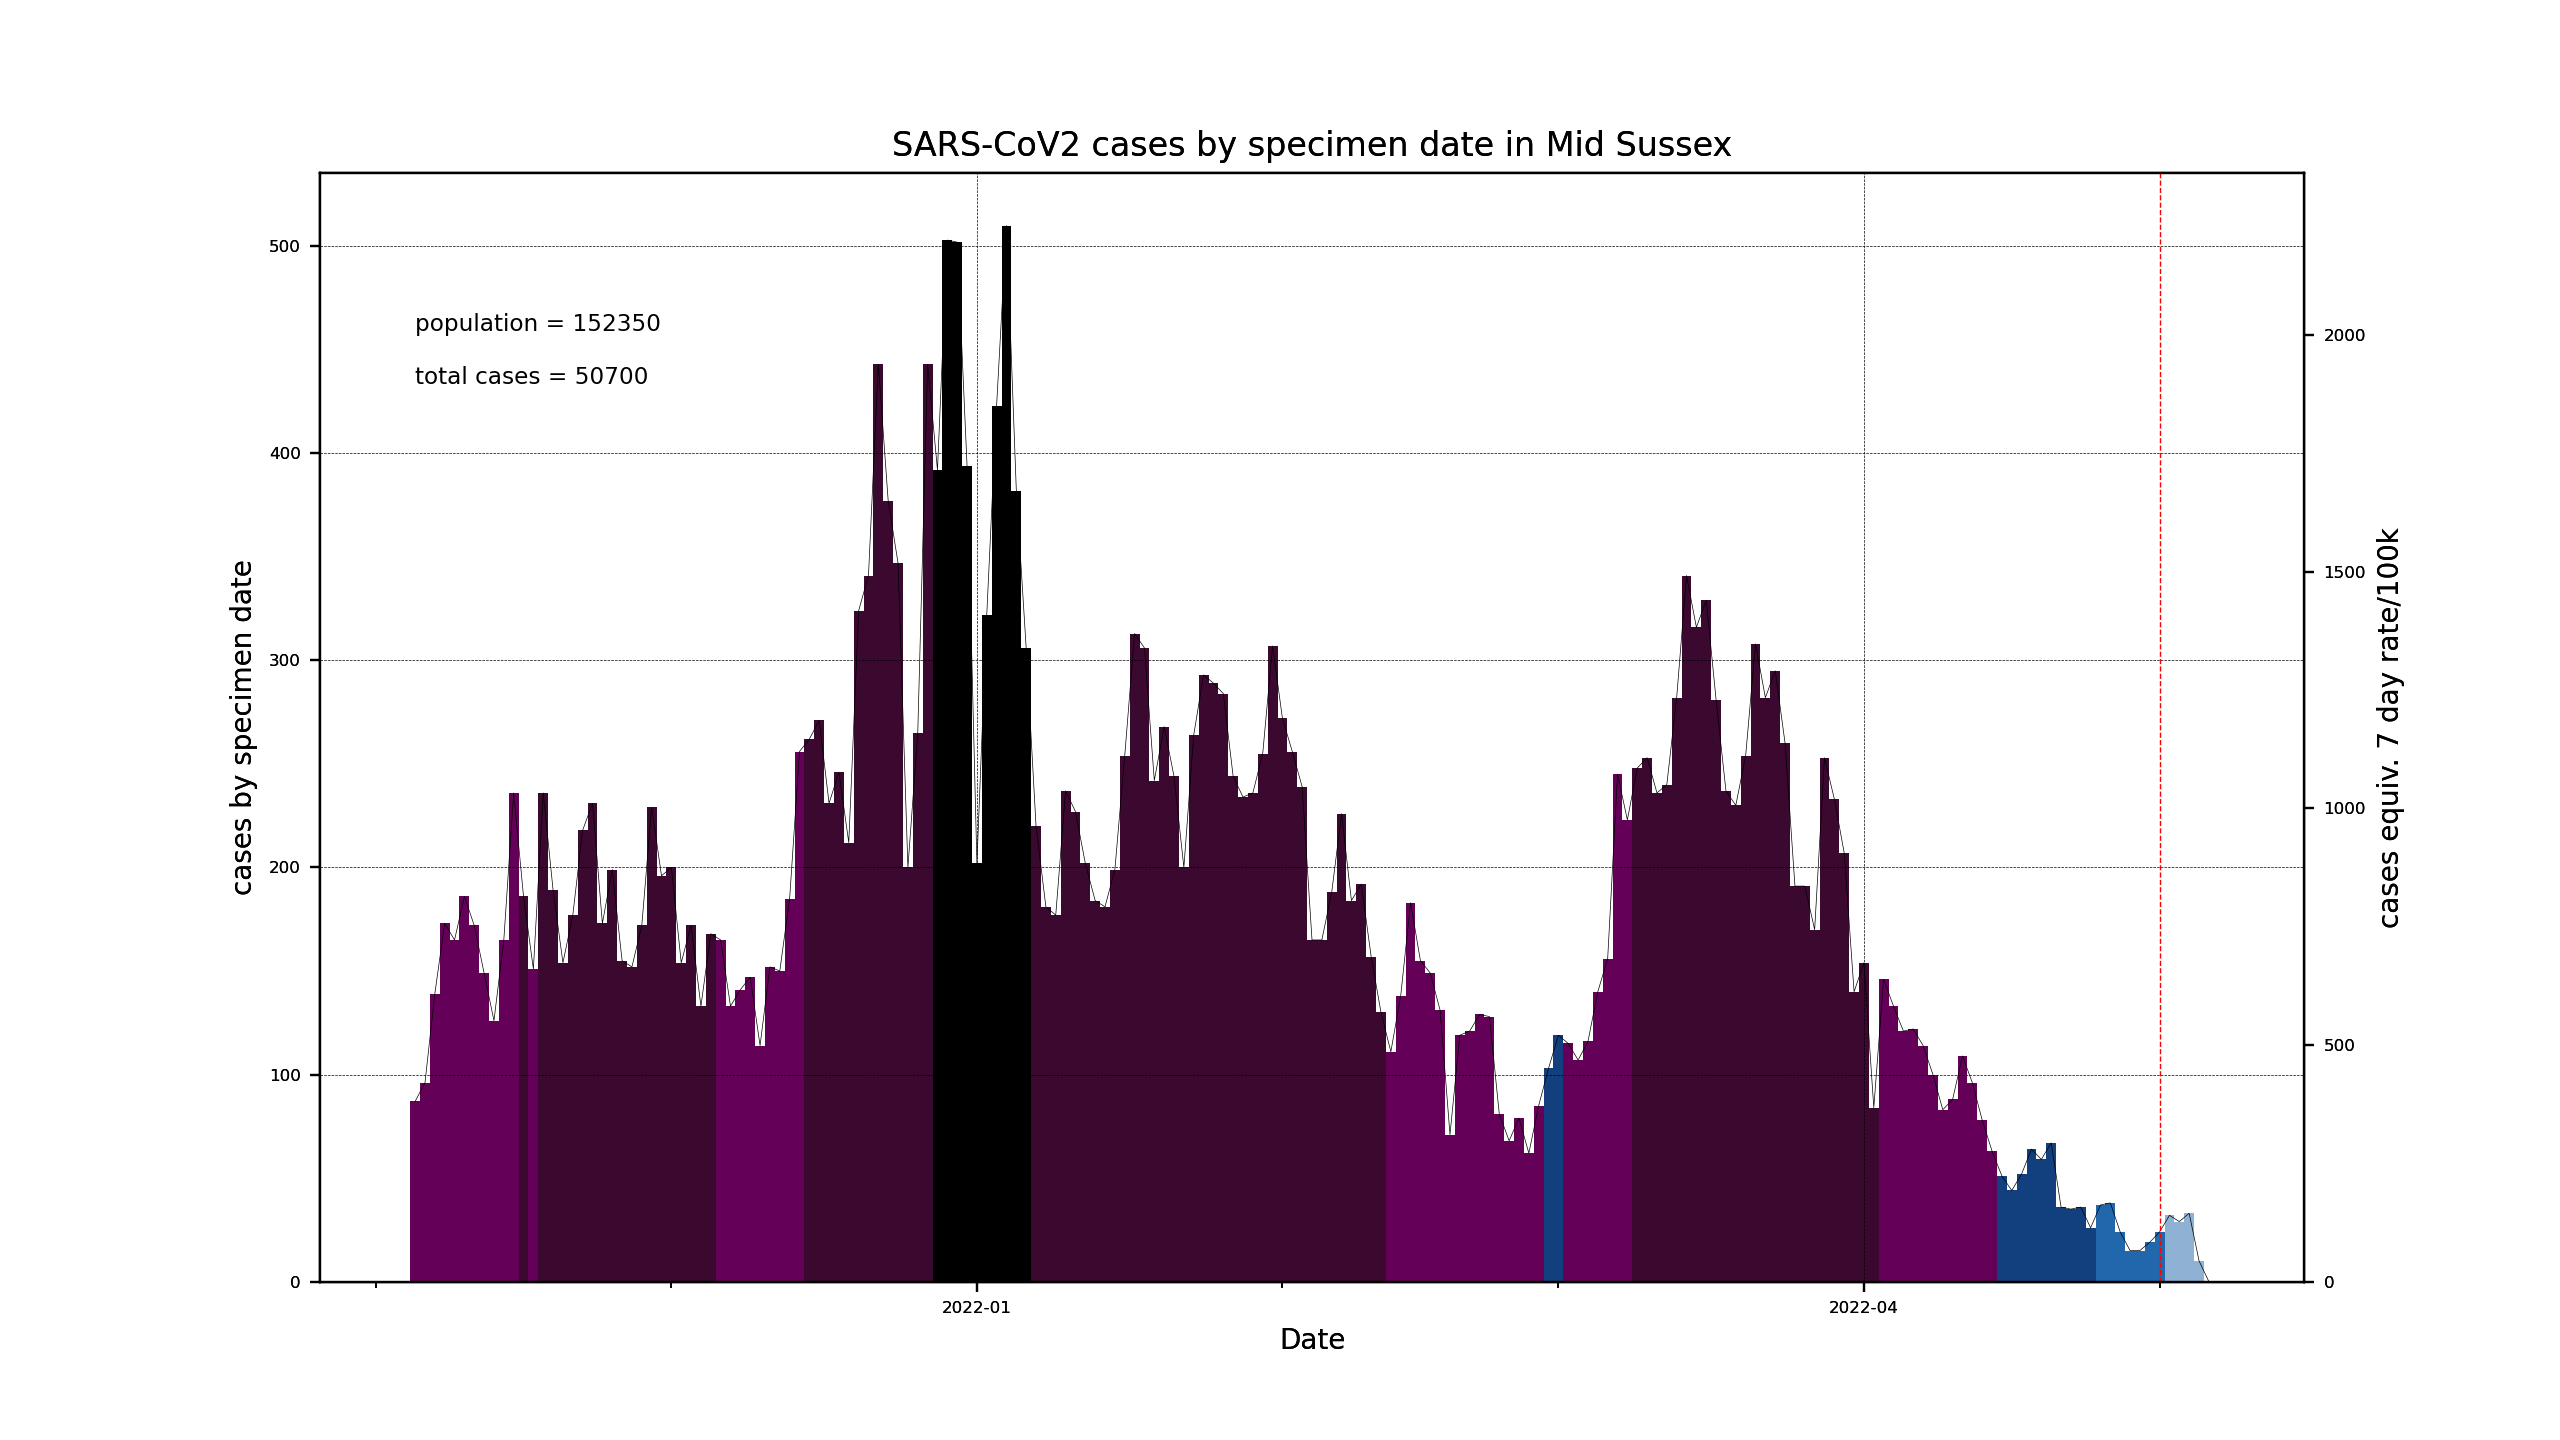 SARS-CoV2 cases by specimen date in Mid Sussex
population = 152350
total cases = 50700
cases by specimen date
500
400
300
200
100
0
2000
1500
1000
500
0
cases equiv. 7 day rate/100k
2022-01
2022-04
Date